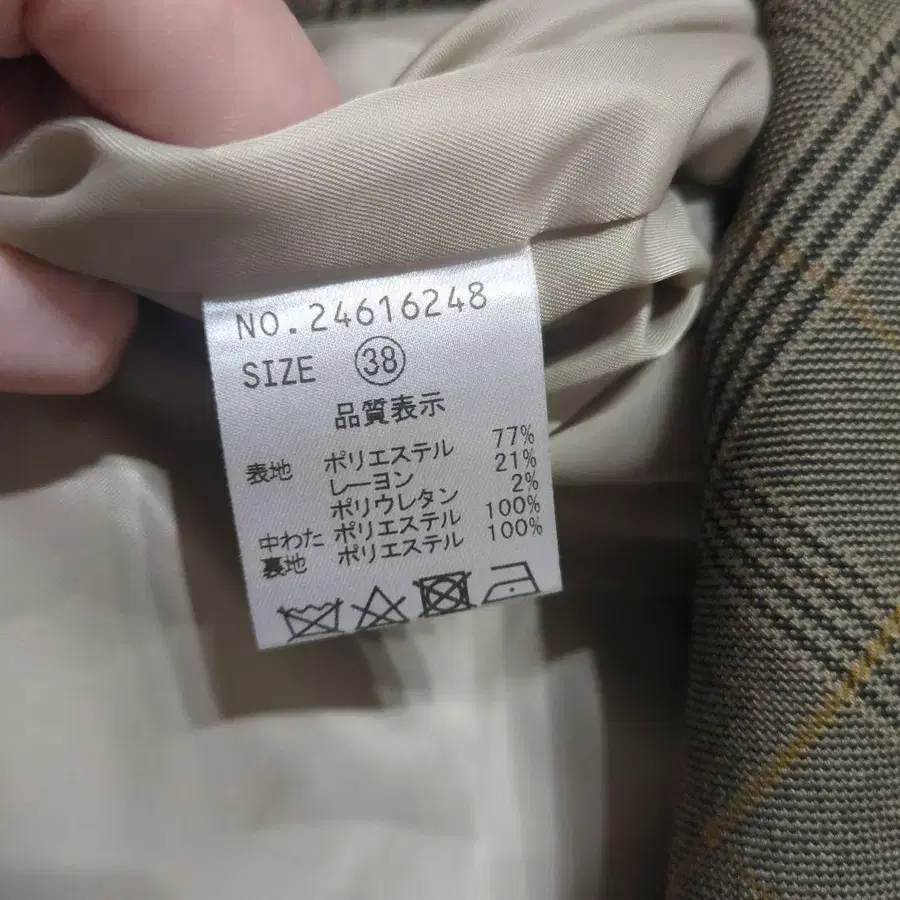 NO.24616248
SIZE 38
品質表示
表地 ポリエステル 77%
レーヨン 21%
ポリウレタン 2%
中わた ポリエステル 100%
裏地 ポリエステル 100%